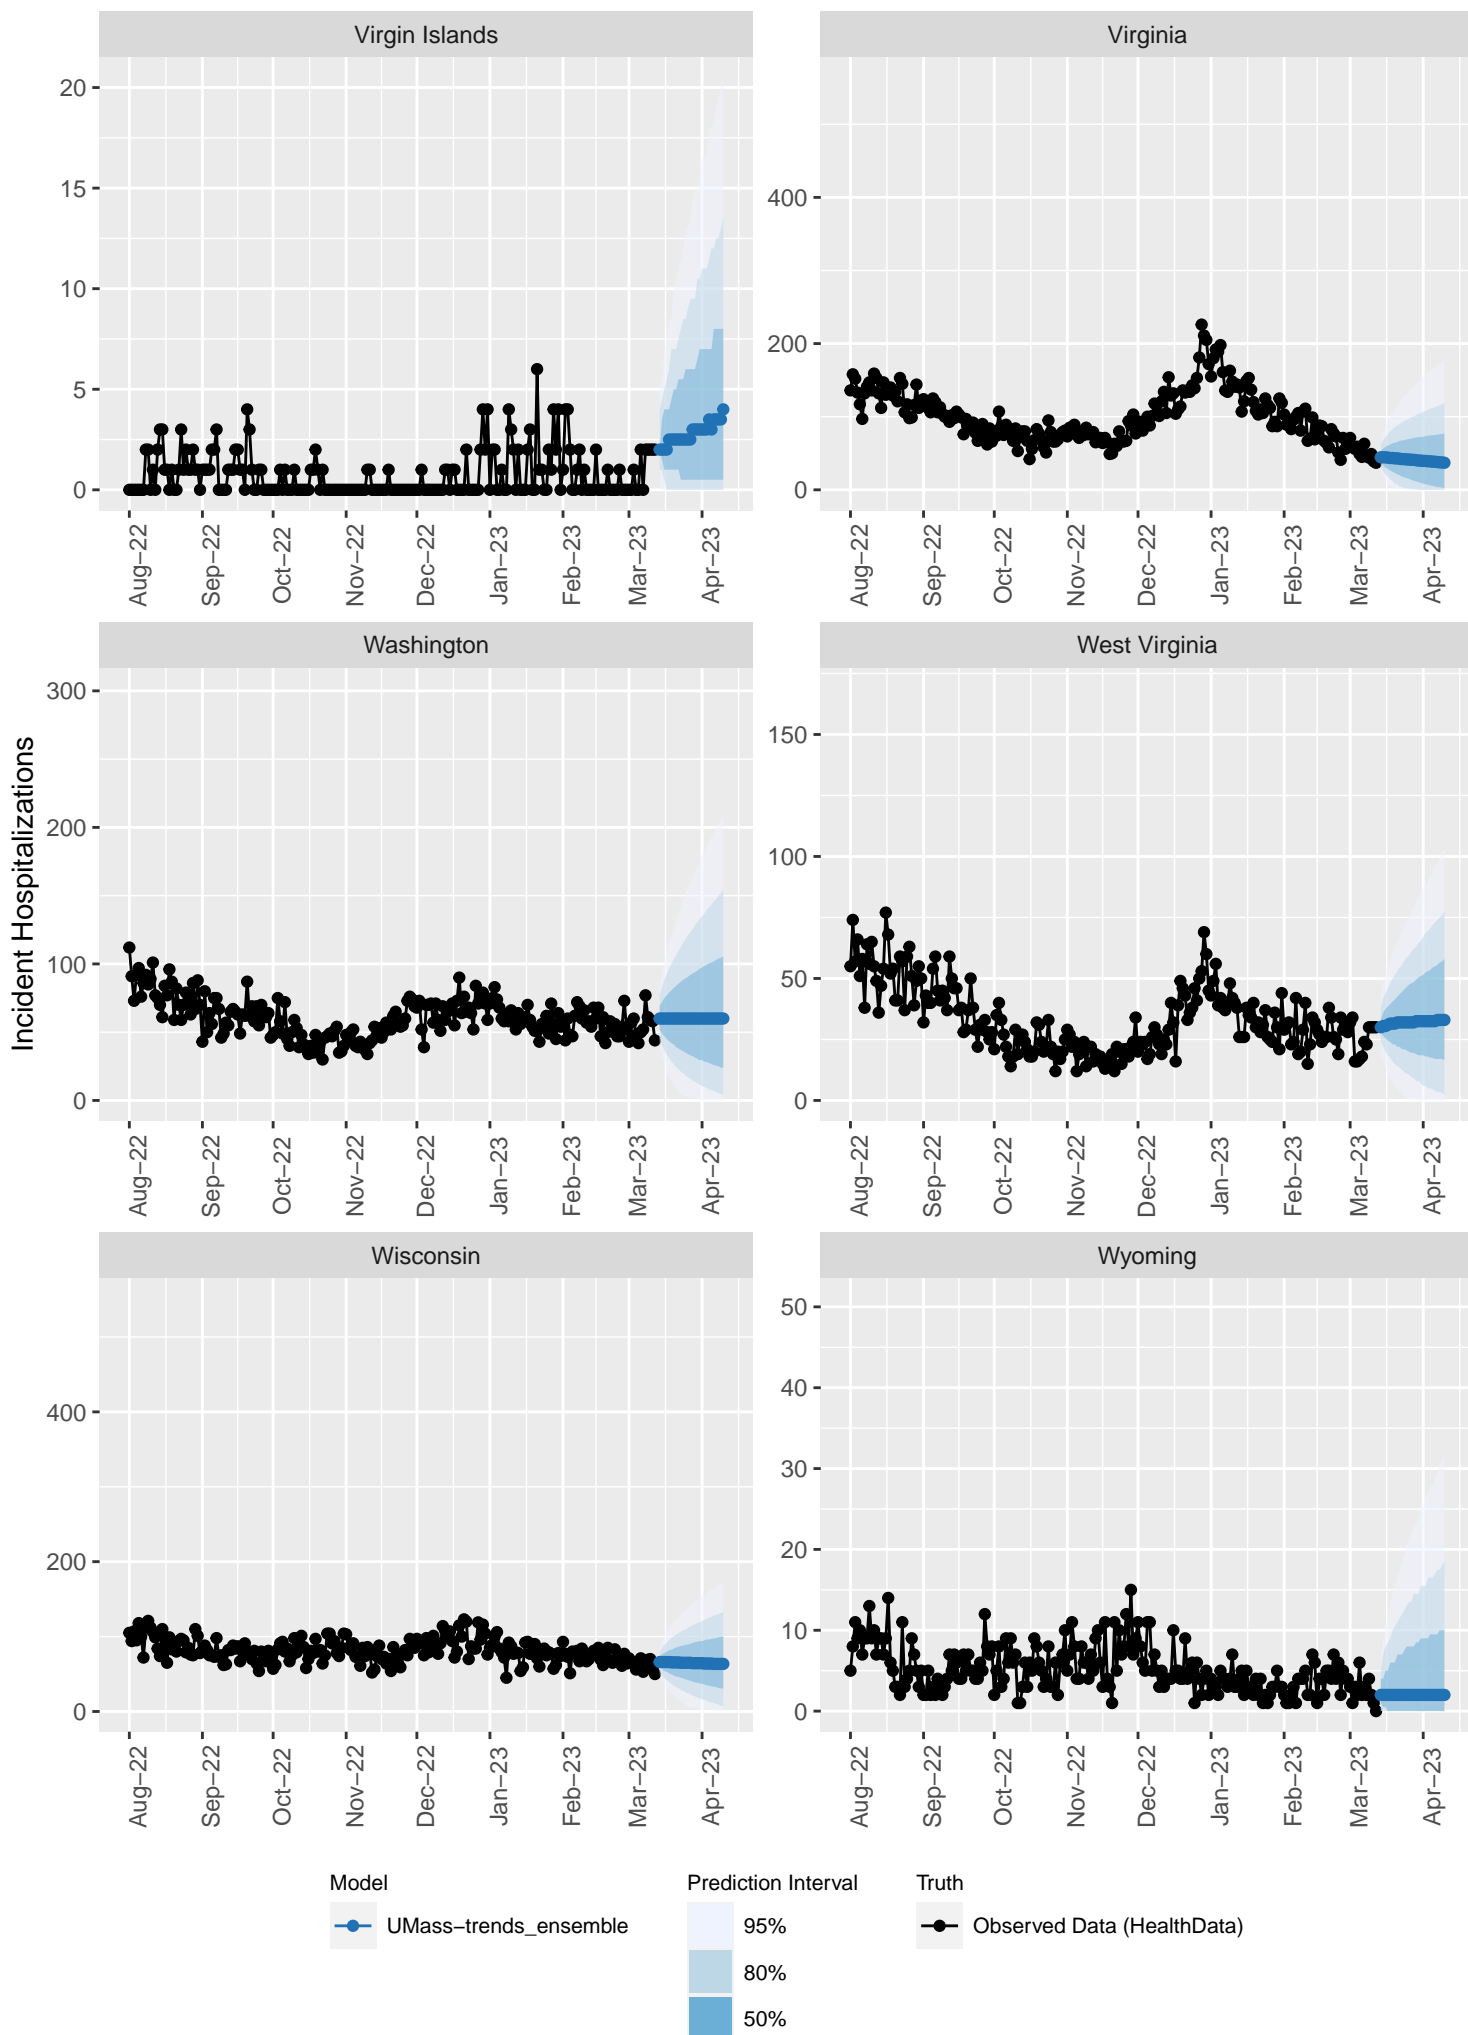 Virgin Islands
Virginia
20
15
10
5
0
400
200
0
Aug−22
Sep−22
Oct−22
Nov−22
Dec−22
Jan−23
Feb−23
Mar−23
Apr−23
Aug−22
Sep−22
Oct−22
Nov−22
Dec−22
Jan−23
Feb−23
Mar−23
Apr−23
Incident Hospitalizations
Washington
West Virginia
300
200
100
0
150
100
50
0
Aug−22
Sep−22
Oct−22
Nov−22
Dec−22
Jan−23
Feb−23
Mar−23
Apr−23
Aug−22
Sep−22
Oct−22
Nov−22
Dec−22
Jan−23
Feb−23
Mar−23
Apr−23
Wisconsin
Wyoming
400
200
0
50
40
30
20
10
0
Aug−22
Sep−22
Oct−22
Nov−22
Dec−22
Jan−23
Feb−23
Mar−23
Apr−23
Aug−22
Sep−22
Oct−22
Nov−22
Dec−22
Jan−23
Feb−23
Mar−23
Apr−23
Model
UMass−trends_ensemble
Prediction Interval
95%
80%
50%
Truth
Observed Data (HealthData)